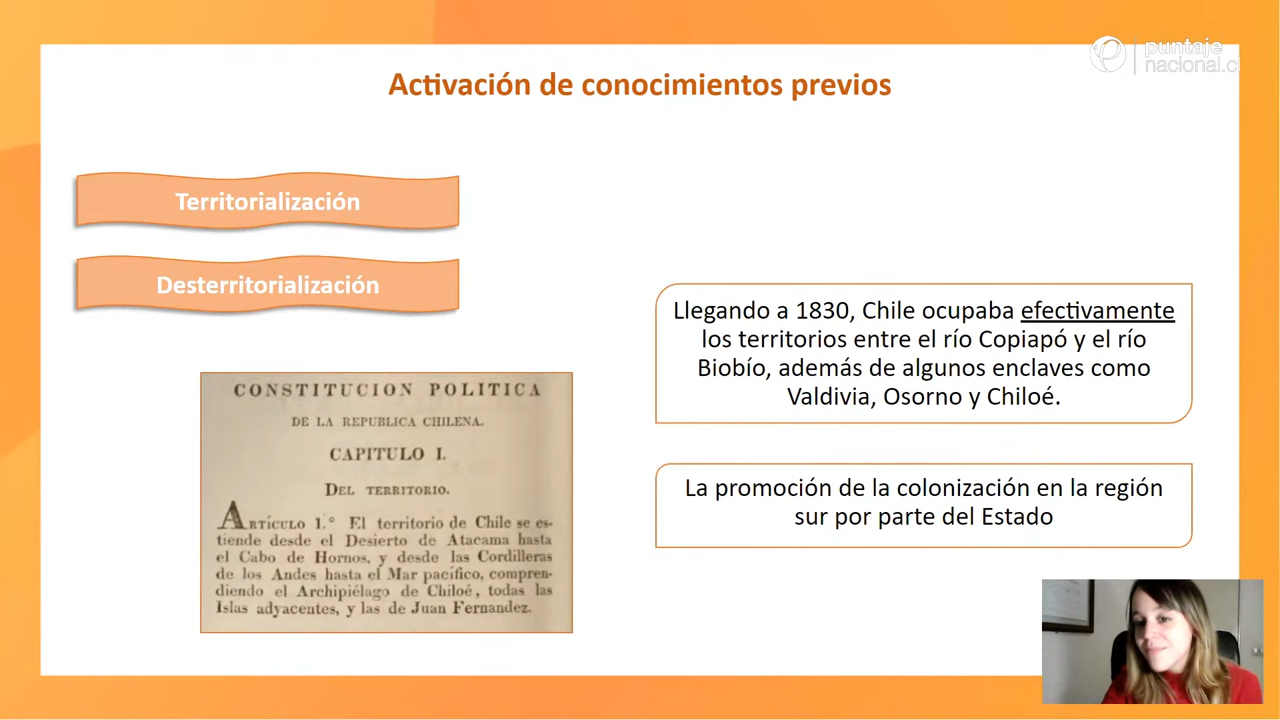 puntaje
nacional.cl
Activación de conocimientos previos
Territorialización
Desterritorialización
CONSTITUCION POLITICA
DE LA REPUBLICA CHILENA.
CAPITULO I.
DEL TERRITORIO.
ARTÍCULO 1.° El territorio de Chile se es-
tiende desde el Desierto de Atacama hasta
el Cabo de Hornos, y desde las Cordilleras
de los Andes hasta el Mar pacífico, compren-
diendo el Archipiélago de Chiloé, todas las
Islas adyacentes, y las de Juan Fernandez.
Llegando a 1830, Chile ocupaba efectivamente
los territorios entre el río Copiapó y el río
Biobío, además de algunos enclaves como
Valdivia, Osorno y Chiloé.
La promoción de la colonización en la región
sur por parte del Estado